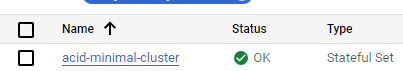 Name Status Type
acid-minimal-cluster OK Stateful Set